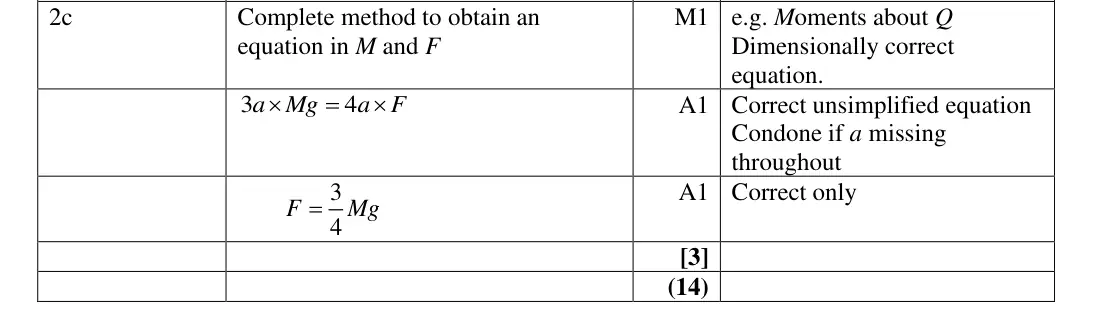 2c Complete method to obtain an M1 e.g. Moments about Q
equation in M and F Dimensionally correct
equation.
3a × Mg = 4a × F A1 Correct unsimplified equation
Condone if a missing
throughout
F = 3/4 Mg A1 Correct only
[3]
(14)